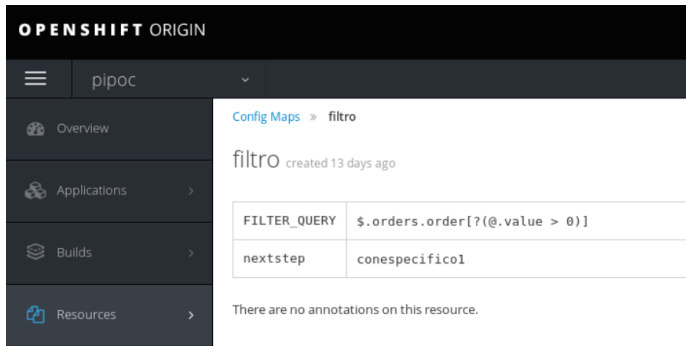 OPENSHIFT ORIGIN
pipoc
Overview
Applications
Builds
Resources
Config Maps » filtro
filtro created 13 days ago
FILTER_QUERY $.orders.order[?(@.value > 0)]
nextstep conespecifico1
There are no annotations on this resource.